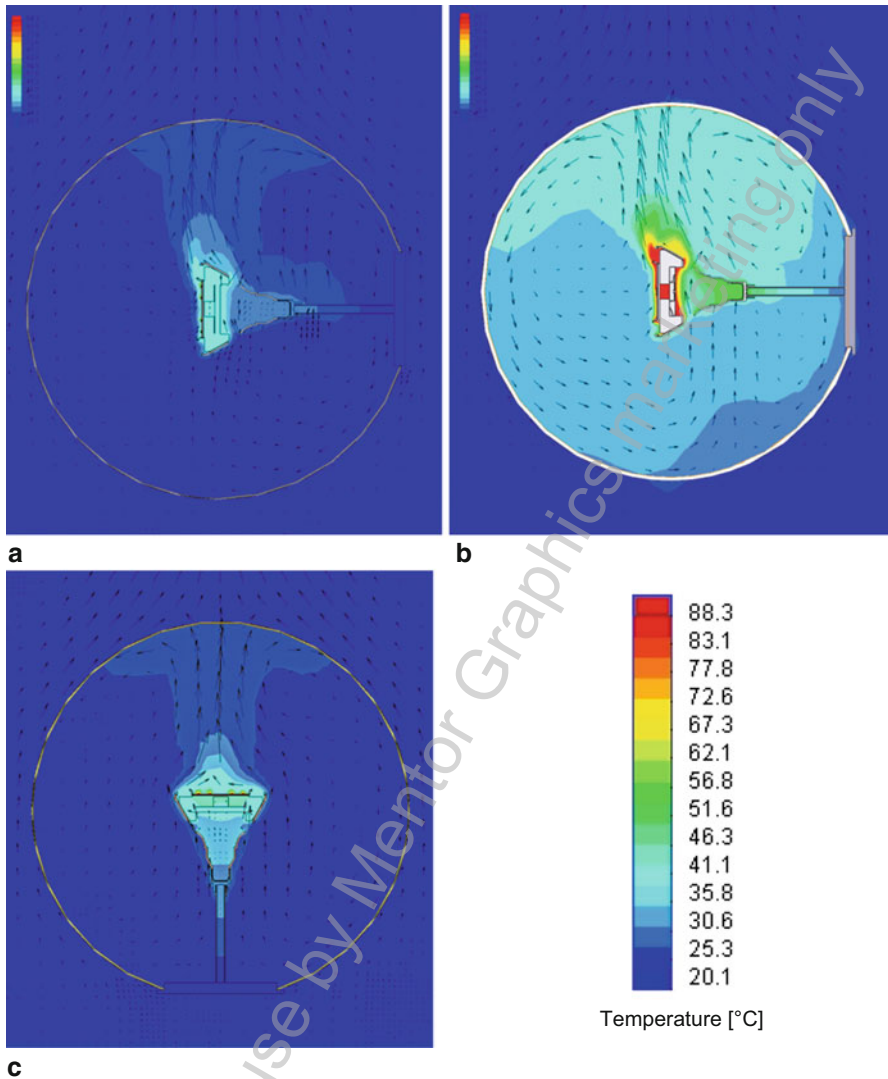 a
b
c
88.3
83.1
77.8
72.6
67.3
62.1
56.8
51.6
46.3
41.1
35.8
30.6
25.3
20.1
Temperature [°C]
use by Mentor Graphics marketing only